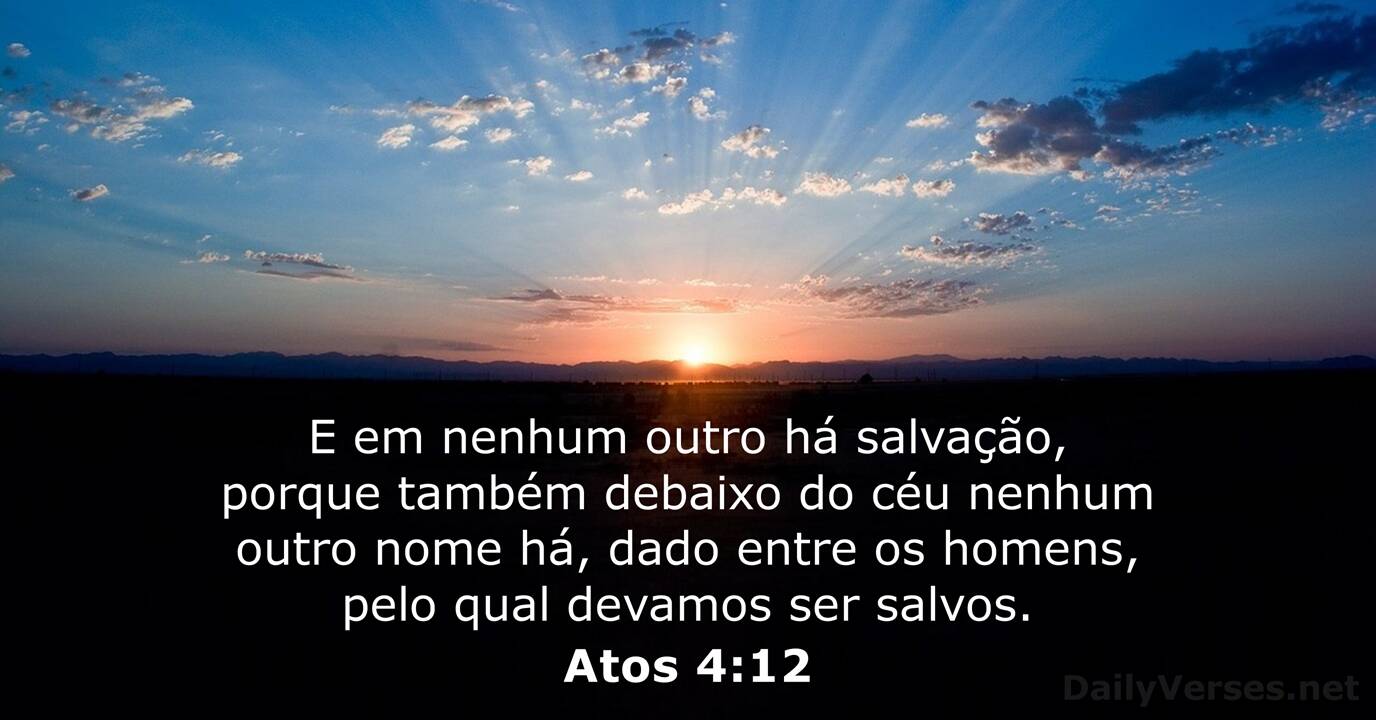 E em nenhum outro há salvação,
porque também debaixo do céu nenhum
outro nome há, dado entre os homens,
pelo qual devamos ser salvos.
Atos 4:12
DailyVerses.net